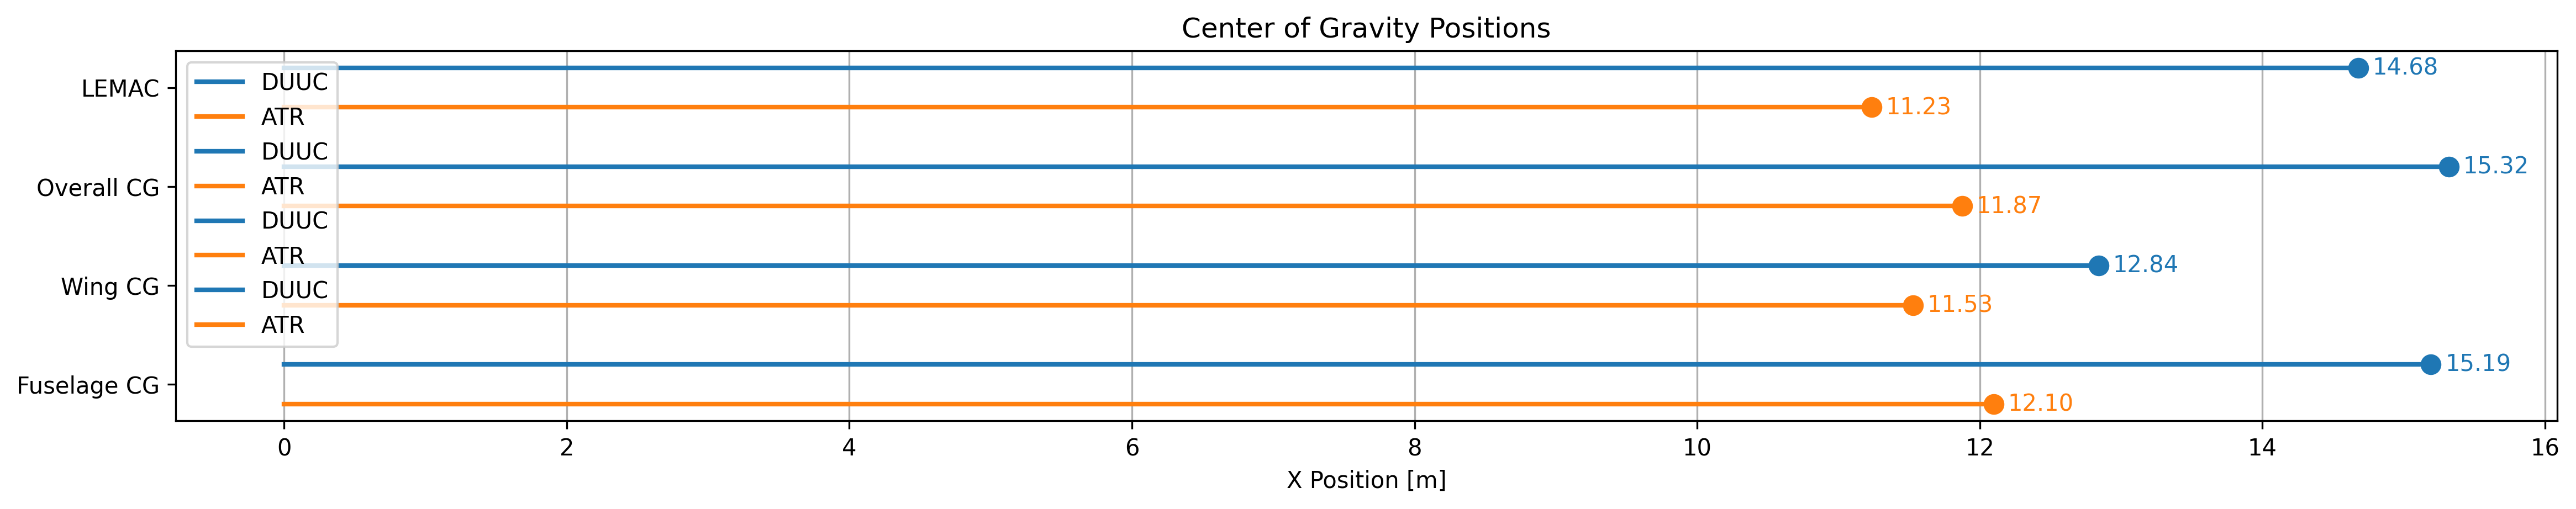 Center of Gravity Positions
LEMAC
Overall CG
Wing CG
Fuselage CG
DUUC
ATR
DUUC
ATR
DUUC
ATR
DUUC
ATR
14.68
11.23
15.32
11.87
12.84
11.53
15.19
12.10
0 2 4 6 8 10 12 14 16
X Position [m]